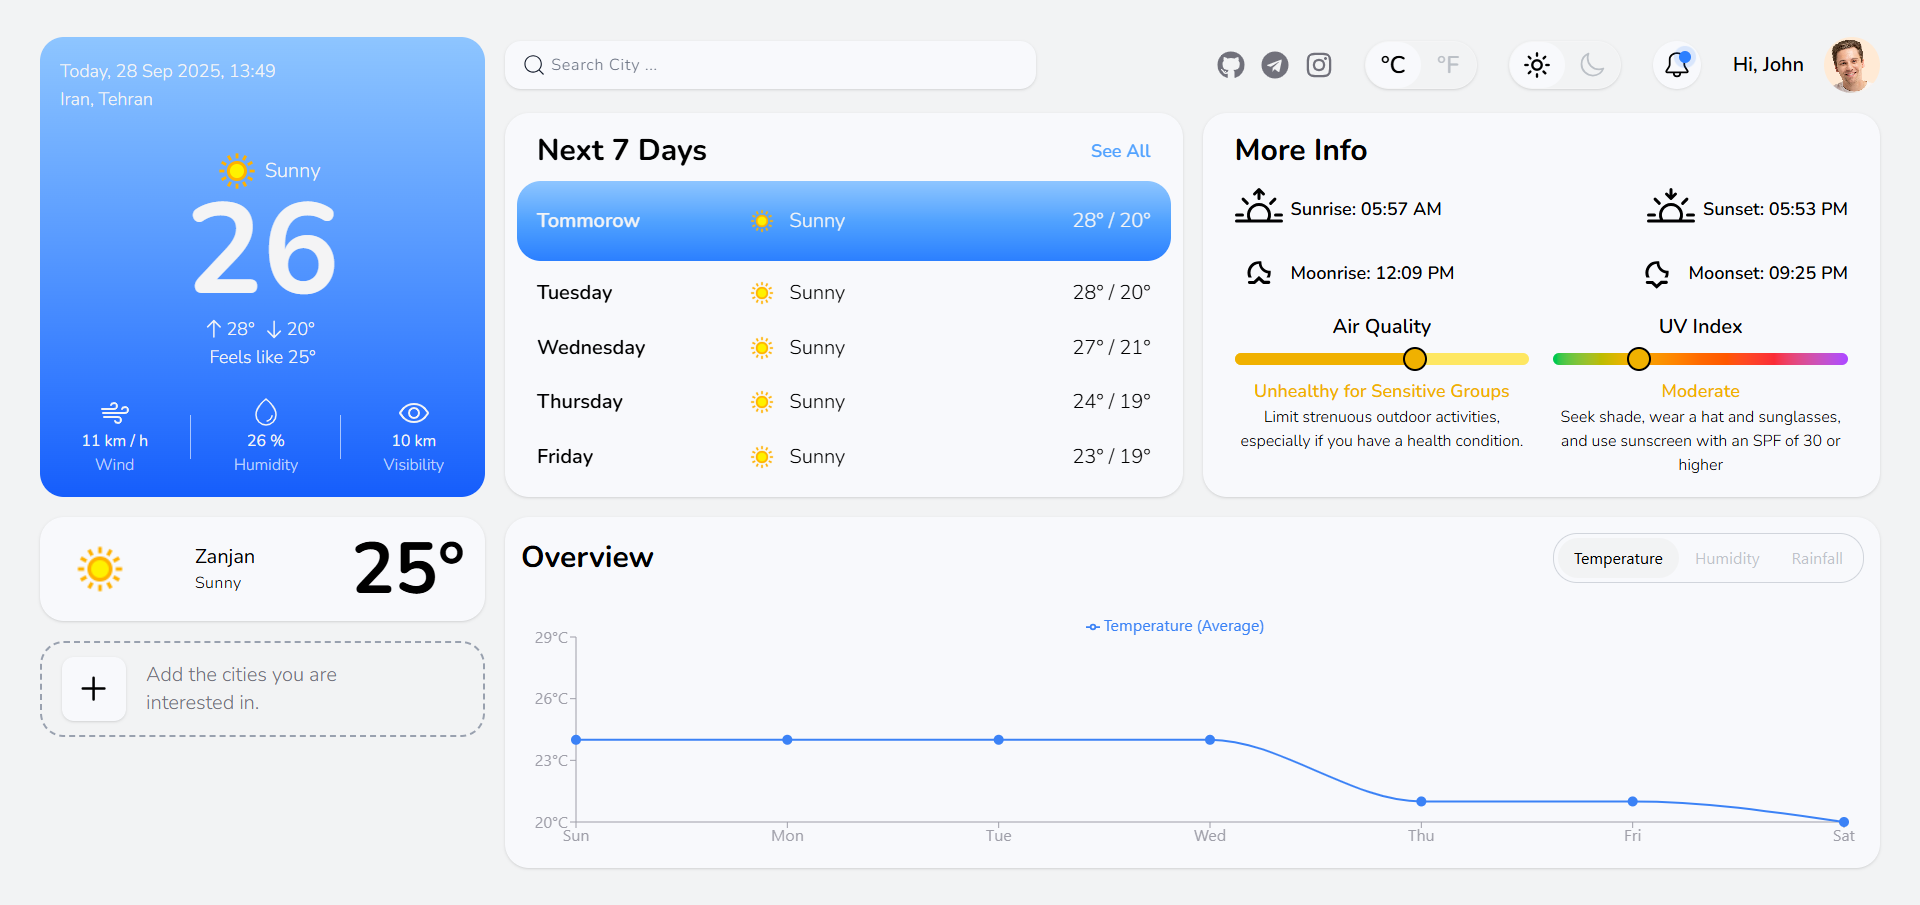 Today, 28 Sep 2025, 13:49
Iran, Tehran
Sunny
26
28° 20°
Feels like 25°
11 km / h
Wind
26 %
Humidity
10 km
Visibility
Search City ...
°C °F
Hi, John
Next 7 Days
See All
Tommorow Sunny 28° / 20°
Tuesday Sunny 28° / 20°
Wednesday Sunny 27° / 21°
Thursday Sunny 24° / 19°
Friday Sunny 23° / 19°
More Info
Sunrise: 05:57 AM
Sunset: 05:53 PM
Moonrise: 12:09 PM
Moonset: 09:25 PM
Air Quality
Unhealthy for Sensitive Groups
Limit strenuous outdoor activities,
especially if you have a health condition.
UV Index
Moderate
Seek shade, wear a hat and sunglasses,
and use sunscreen with an SPF of 30 or
higher
Zanjan
Sunny
25°
Add the cities you are
interested in.
Overview
Temperature Humidity Rainfall
Temperature (Average)
29°C
26°C
23°C
20°C
Sun Mon Tue Wed Thu Fri Sat